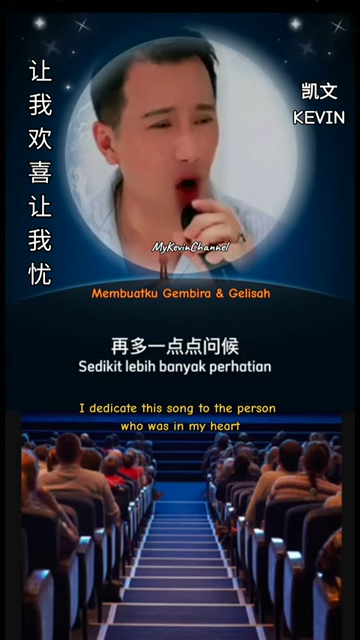 让我欢喜让我忧
凯文
KEVIN
MyKevinChannel
Membuatku Gembira & Gelisah
再多一点点问候
Sedikit lebih banyak perhatian
I dedicate this song to the person
who was in my heart